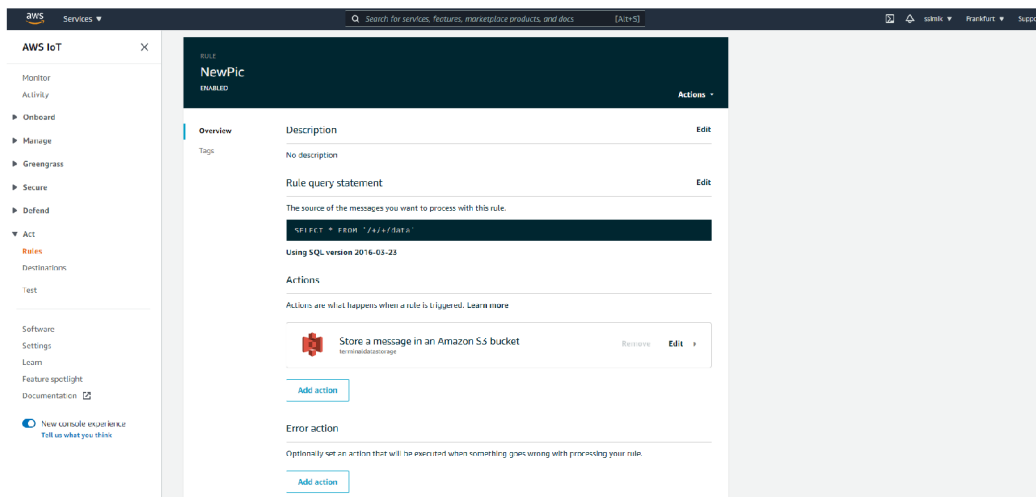 aws
Services
Search for services, features, marketplace products, and docs
[Alt+S]
Frankfurt
Suppo
AWS IoT
Monitor
Activity
Onboard
Manage
Greengrass
Secure
Defend
Act
Rules
Destinations
Test
Software
Settings
Learn
Feature spotlight
Documentation
New console experience
Tell us what you think
RULE
NewPic
ENABLED
Actions
Overview
Tags
Description
Edit
No description
Rule query statement
Edit
The source of the messages you want to process with this rule.
SELECT * FROM '/+/+/data'
Using SQL version 2016-03-23
Actions
Actions are what happens when a rule is triggered. Learn more
Store a message in an Amazon S3 bucket
terminaldatastorage
Remove
Edit
Add action
Error action
Optionally set an action that will be executed when something goes wrong with processing your rule.
Add action